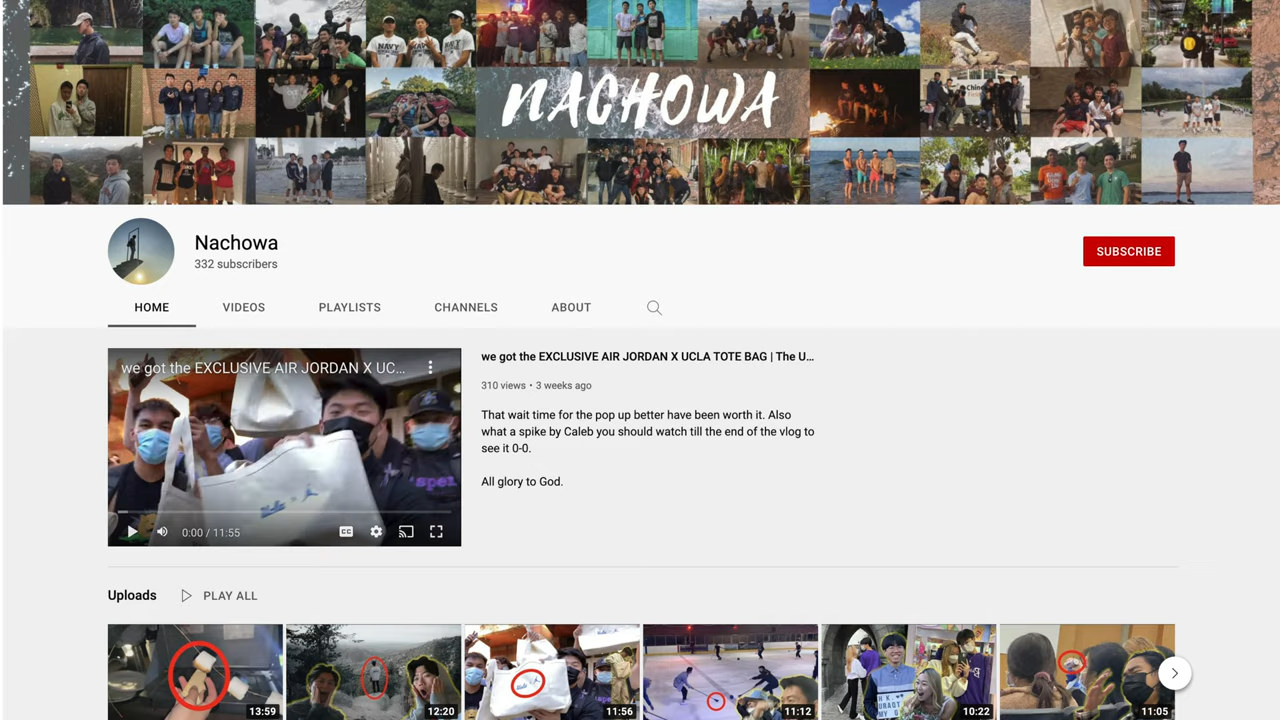 NACHOWA
Nachowa
332 subscribers
SUBSCRIBE
HOME
VIDEOS
PLAYLISTS
CHANNELS
ABOUT
we got the EXCLUSIVE AIR JORDAN X UC...
0:00 / 11:55
we got the EXCLUSIVE AIR JORDAN X UCLA TOTE BAG | The U...
310 views • 3 weeks ago
That wait time for the pop up better have been worth it. Also
what a spike by Caleb you should watch till the end of the vlog to
see it 0-0.
All glory to God.
Uploads
PLAY ALL
13:59
12:20
11:56
11:12
10:22
11:05